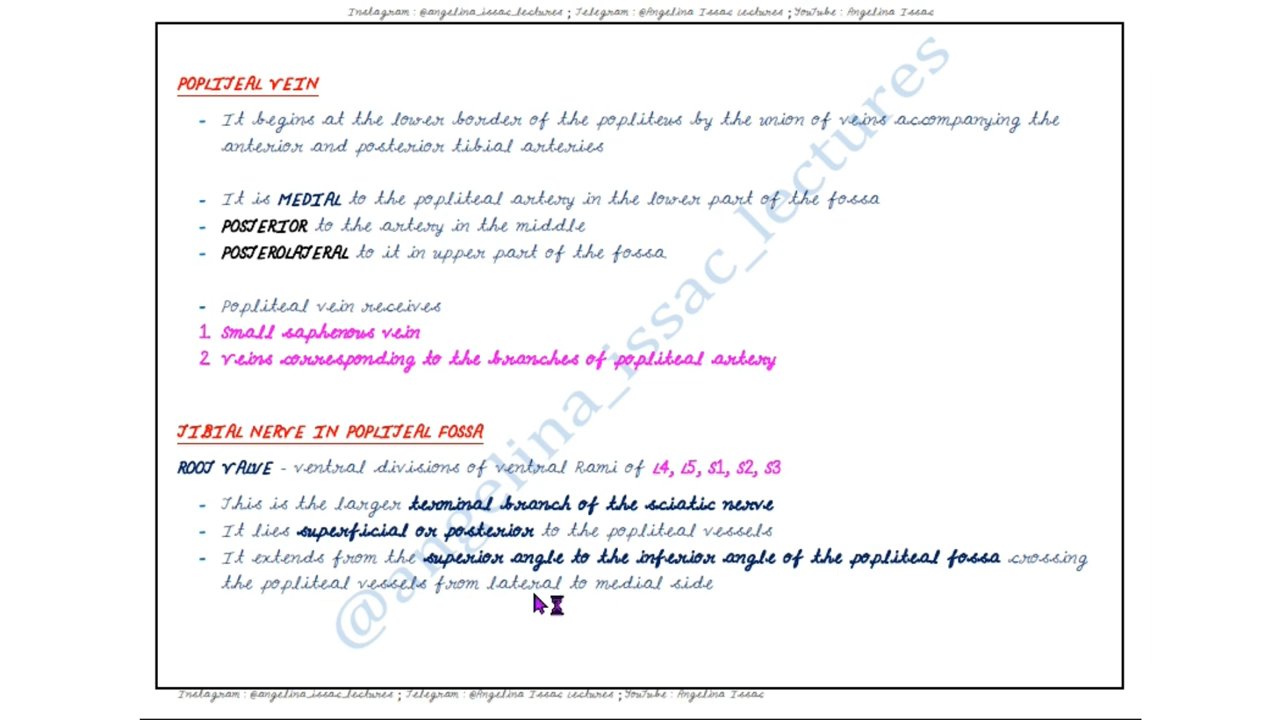 Instagram : @angelina_issac_lectures ; Telegram : @Angelina Issac lectures ; YouTube : Angelina Issac
POPLITEAL VEIN
- It begins at the lower border of the popliteus by the union of veins accompanying the
anterior and posterior tibial arteries
- It is MEDIAL to the popliteal artery in the lower part of the fossa
- POSTERIOR to the artery in the middle
- POSTEROLATERAL to it in upper part of the fossa
- Popliteal vein receives
1. Small saphenous vein
2 veins corresponding to the branches of popliteal artery
TIBIAL NERVE IN POPLITEAL FOSSA
ROOT VALVE - ventral divisions of ventral Rami of L4, L5, S1, S2, S3
- This is the larger terminal branch of the sciatic nerve
- It lies superficial or posterior to the popliteal vessels
- It extends from the superior angle to the inferior angle of the popliteal fossa crossing
the popliteal vessels from lateral to medial side
@angelina_issac_lectures
Instagram : @angelina_issac_lectures ; Telegram : @Angelina Issac lectures ; YouTube : Angelina Issac